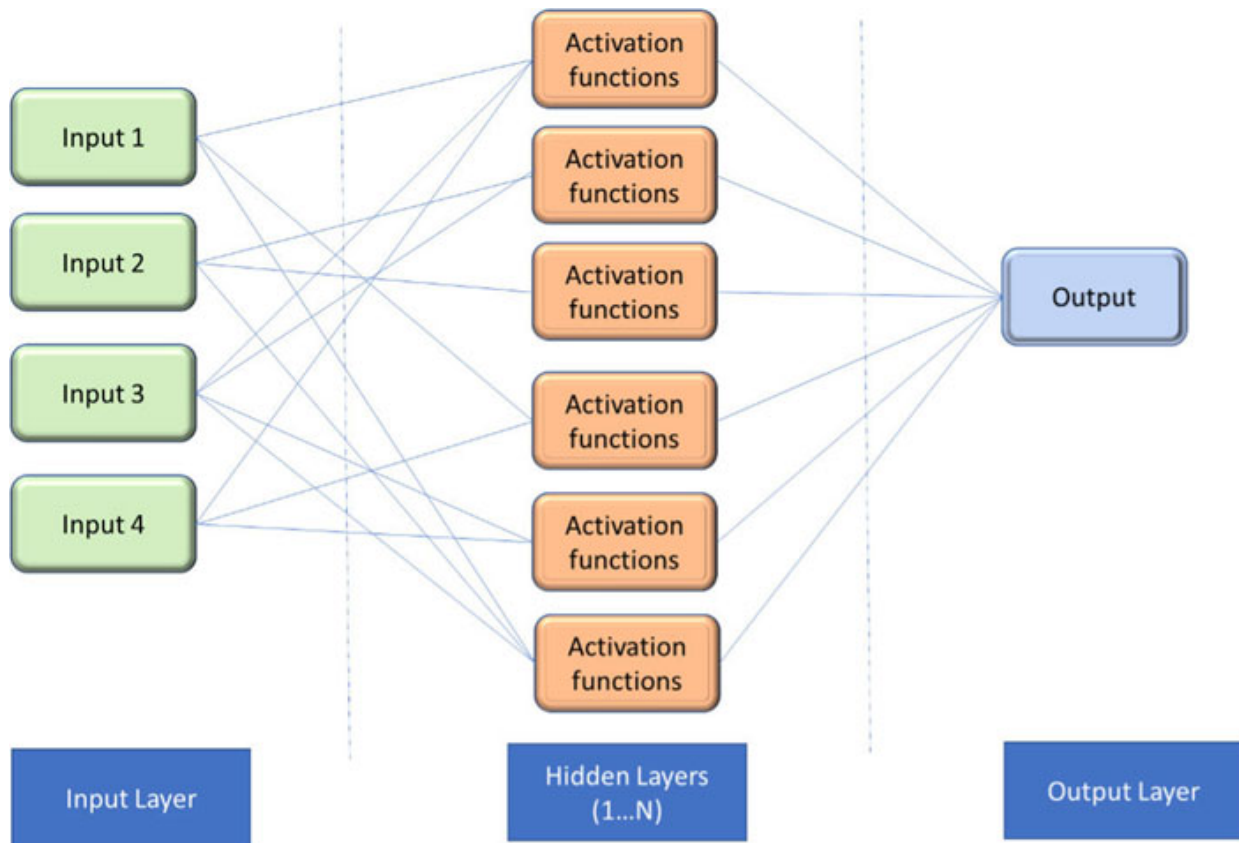 Input 1
Input 2
Input 3
Input 4
Activation
functions
Activation
functions
Activation
functions
Activation
functions
Activation
functions
Activation
functions
Output
Input Layer
Hidden Layers
(1...N)
Output Layer